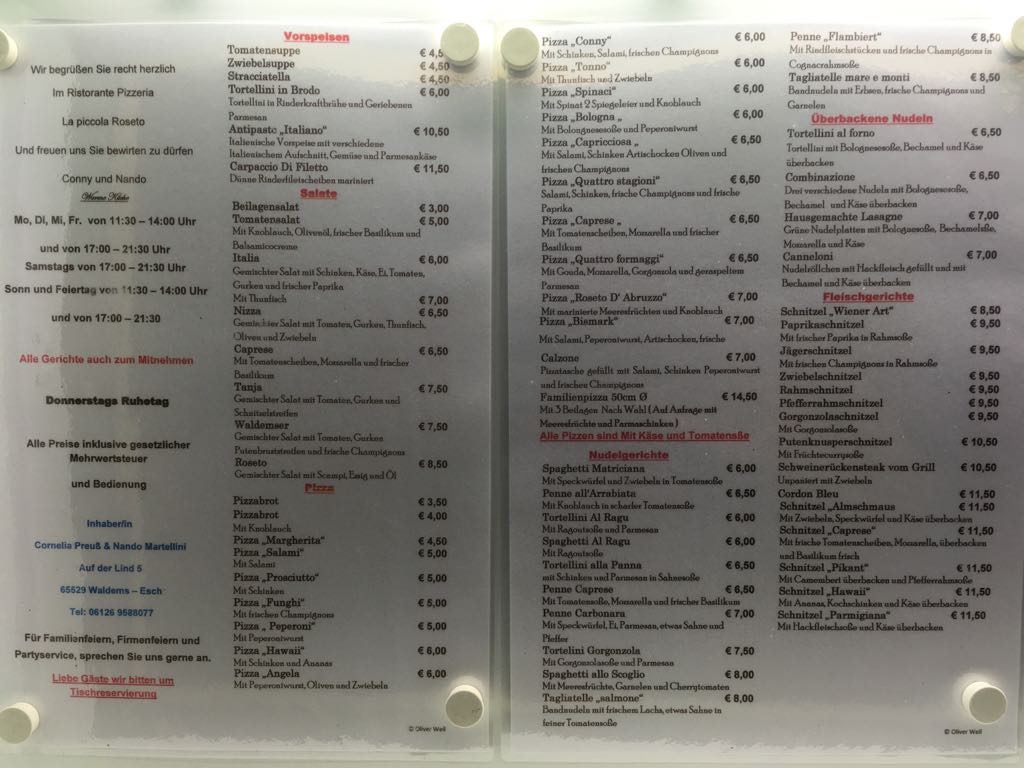 Wir begrüßen Sie recht herzlich
Im Ristorante Pizzeria
La piccola Roseto
Und freuen uns Sie bewirten zu dürfen
Conny und Nando
Warme Küche
Mo, Di, Mi, Fr.  von 11:30 – 14:00 Uhr
und von 17:00 – 21:30 Uhr
Samstags von 17:00 – 21:30 Uhr
Sonn und Feiertag von 11:30 – 14:00 Uhr
und von 17:00 – 21:30
Alle Gerichte auch zum Mitnehmen
Donnerstags Ruhetag
Alle Preise inklusive gesetzlicher
Mehrwertsteuer
und Bedienung
Inhaber/in
Cornelia Preuß & Nando Martellini
Auf der Lind 5
65529 Waldems – Esch
Tel: 06126 9588077
Für Familienfeiern, Firmenfeiern und
Partyservice, sprechen Sie uns gerne an.
Liebe Gäste wir bitten um
Tischreservierung
Vorspeisen
Tomatensuppe € 4,50
Zwiebelsuppe € 4,50
Stracciatella € 4,50
Tortellini in Brodo € 6,00
Tortellini in Rinderkraftbrühe und Geriebenen
Parmesan
Antipasto „Italiano“ € 10,50
Italienische Vorspeise mit verschiedene
Italienischem Aufschnitt, Gemüse und Parmesankäse
Carpaccio Di Filetto € 11,50
Dünne Rinderfiletscheiben mariniert
Salate
Beilagensalat € 3,00
Tomatensalat € 5,00
Mit Knoblauch, Olivenöl, frischer Basilikum und
Balsamicocreme
Italia € 6,00
Gemischter Salat mit Schinken, Käse, Ei, Tomaten,
Gurken und frischer Paprika
Mit Thunfisch € 7,00
Nizza € 6,50
Gemischter Salat mit Tomaten, Gurken, Thunfisch,
Oliven und Zwiebeln
Caprese € 6,50
Mit Tomatenscheiben, Mozzarella und frischer
Basilikum
Tanja € 7,50
Gemischter Salat mit Tomaten, Gurken und
Schnitzelstreifen
Waldemser € 7,50
Gemischter Salat mit Tomaten, Gurken
Putenbruststreifen und frische Champignons
Roseto € 8,50
Gemischter Salat mit Scampi, Essig und Öl
Pizza
Pizzabrot € 3,50
Pizzabrot € 4,00
Mit Knoblauch
Pizza „Margherita“ € 4,50
Pizza „Salami“ € 5,00
Mit Salami
Pizza „Prosciutto“ € 5,00
Mit Schinken
Pizza „Funghi“ € 5,00
Mit frischen Champignons
Pizza „ Peperoni“ € 5,00
Mit Peperoniwurst
Pizza „Hawaii“ € 6,00
Mit Schinken und Ananas
Pizza „Angela € 6,00
Mit Peperoniwurst, Oliven und Zwiebeln
© Oliver Weil
Pizza „Conny“ € 6,00
Mit Schinken, Salami, frischen Champignons
Pizza „Tonno“ € 6,00
Mit Thunfisch und Zwiebeln
Pizza „Spinaci“ € 6,00
Mit Spinat 2 Spiegeleier und Knoblauch
Pizza „Bologna „ € 6,00
Mit Bolongnesesoße und Peperoniwurst
Pizza „Capricciosa „ € 6,50
Mit Salami, Schinken Artischocken Oliven und
frischen Champignons
Pizza „Quattro stagioni“ € 6,50
Salami, Schinken, frische Champignons und frische
Paprika
Pizza „Caprese „ € 6,50
Mit Tomatenscheiben, Mozzarella und frischer
Basilikum
Pizza „Quattro formaggi“ € 6,50
Mit Gouda, Mozzarella, Gorgonzola und geraspeltem
Parmesan
Pizza „Roseto D' Abruzzo“ € 7,00
Mit marinierte Meeresfrüchten und Knoblauch
Pizza „Bismark“ € 7,00
Mit Salami, Peperoniwurst, Artischocken, frische
Calzone € 7,00
Pizzatasche gefüllt mit Salami, Schinken Peperoniwurst
und frischen Champignons
Familienpizza 50cm Ø € 14,50
Mit 3 Beilagen Nach Wahl ( Auf Anfrage mit
Meeresfrüchte und Parmaschinken )
Alle Pizzen sind Mit Käse und Tomatensße
Nudelgerichte
Spaghetti Matriciana € 6,00
Mit Speckwürfel und Zwiebeln in Tomatensoße
Penne all'Arrabiata € 6,50
Mit Knoblauch in scharfer Tomatensoße
Tortellini Al Ragu € 6,00
Mit Ragoutsoße und Parmesan
Spaghetti Al Ragu € 6,00
Mit Ragoutsoße
Tortellini alla Panna € 6,50
mit Schinken und Parmesan in Sahnesoße
Penne Caprese € 6,50
Mit Tomatensoße, Mozzarella und frischer Basilikum
Penne Carbonara € 7,00
Mit Speckwürfel, Ei, Parmesan, etwas Sahne und
Pfeffer
Tortelini Gorgonzola € 7,50
Mit Gorgonzolasoße und Parmesan
Spaghetti allo Scoglio € 8,00
Mit Meeresfrüchte, Garnelen und Cherrytomaten
Tagliatelle „salmone“ € 8,00
Bandnudeln mit frischem Lachs, etwas Sahne in
feiner Tomatensoße
Penne „Flambiert“ € 8,50
Mit Rindfleischstücken und frische Champignons in
Cognacrahmsoße
Tagliatelle mare e monti € 8,50
Bandnudeln mit Erbsen, frische Champignons und
Garnelen
Überbackene Nudeln
Tortellini al forno € 6,50
Tortellini mit Bolognesesoße, Bechamel und Käse
überbacken
Combinazione € 6,50
Drei verschiedene Nudeln mit Bolognesesoße,
Bechamel und Käse überbacken
Hausgemachte Lasagne € 7,00
Grüne Nudelplatten mit Bolognesesoße, Bechamelsße,
Mozzarella und Käse
Canneloni € 7,00
Nudelröllchen mit Hackfleisch gefüllt und mit
Bechamel und Käse überbacken
Fleischgerichte
Schnitzel „Wiener Art“ € 8,50
Paprikaschnitzel € 9,50
Mit frischer Paprika in Rahmsoße
Jägerschnitzel € 9,50
Mit frischen Champignons in Rahmsoße
Zwiebelschnitzel € 9,50
Rahmschnitzel € 9,50
Pfefferrahmschnitzel € 9,50
Gorgonzolaschnitzel € 9,50
Mit Gorgonzolasoße
Putenknusperschnitzel € 10,50
Mit Früchtecurrysoße
Schweinerückensteak vom Grill € 10,50
Unpaniert mit Zwiebeln
Cordon Bleu € 11,50
Schnitzel „Almschmaus € 11,50
Mit Zwiebeln, Speckwürfel und Käse überbacken
Schnitzel „Caprese“ € 11,50
Mit frische Tomatenscheiben, Mozzarella, überbacken
und Basilikum frisch
Schnitzel „Pikant“ € 11,50
Mit Camembert überbacken und Pfefferrahmsoße
Schnitzel „Hawaii“ € 11,50
Mit Ananas, Kochschinken und Käse überbacken
Schnitzel „Parmigiana“ € 11,50
Mit Hackfleischsoße und Käse überbacken
© Oliver Weil